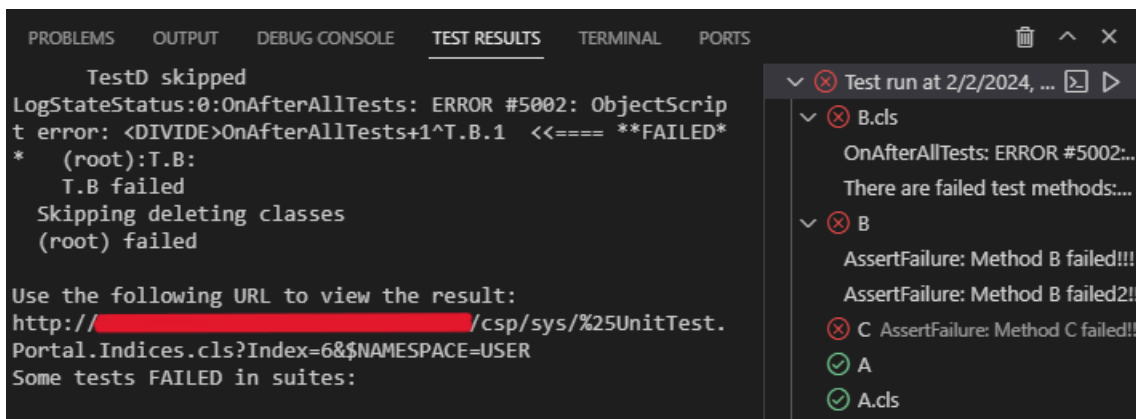 PROBLEMS OUTPUT DEBUG CONSOLE TEST RESULTS TERMINAL PORTS
TestD skipped
LogStateStatus:0:OnAfterAllTests: ERROR #5002: ObjectScrip
t error: <DIVIDE>OnAfterAllTests+1^T.B.1 <<==== **FAILED*
* (root):T.B:
T.B failed
Skipping deleting classes
(root) failed
Use the following URL to view the result:
http:// /csp/sys/%25UnitTest.
Portal.Indices.cls?Index=6&$NAMESPACE=USER
Some tests FAILED in suites:
Test run at 2/2/2024, ...
B.cls
OnAfterAllTests: ERROR #5002:...
There are failed test methods:...
B
AssertFailure: Method B failed!!!
AssertFailure: Method B failed2!!
C AssertFailure: Method C failed!!
A
A.cls